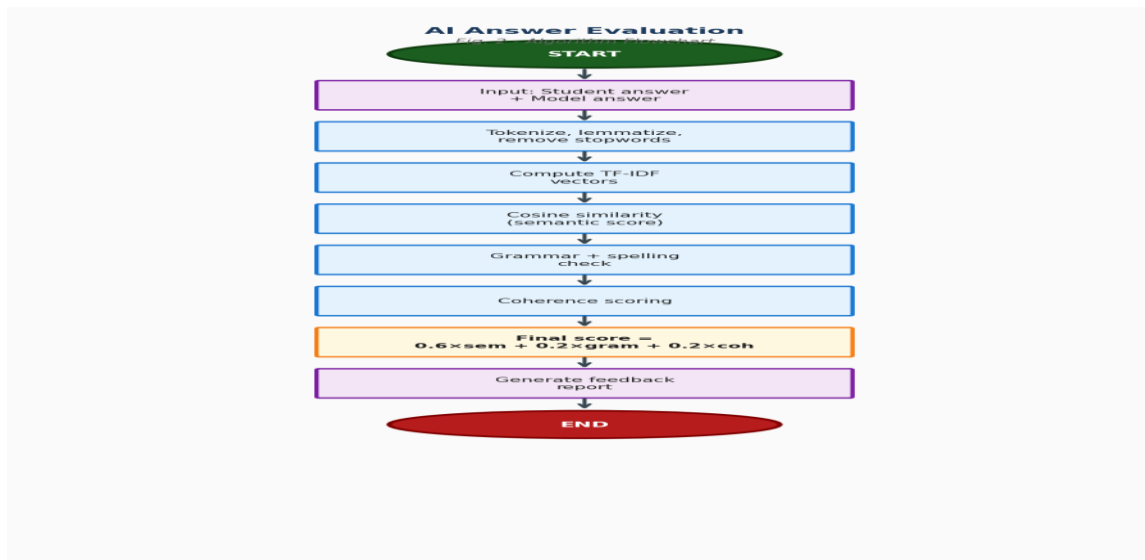 AI Answer Evaluation
Algorithm Flowchart
START
Input: Student answer
+ Model answer
Tokenize, lemmatize,
remove stopwords
Compute TF-IDF
vectors
Cosine similarity
(semantic score)
Grammar + spelling
check
Coherence scoring
Final score =
0.6×sem + 0.2×gram + 0.2×coh
Generate feedback
report
END